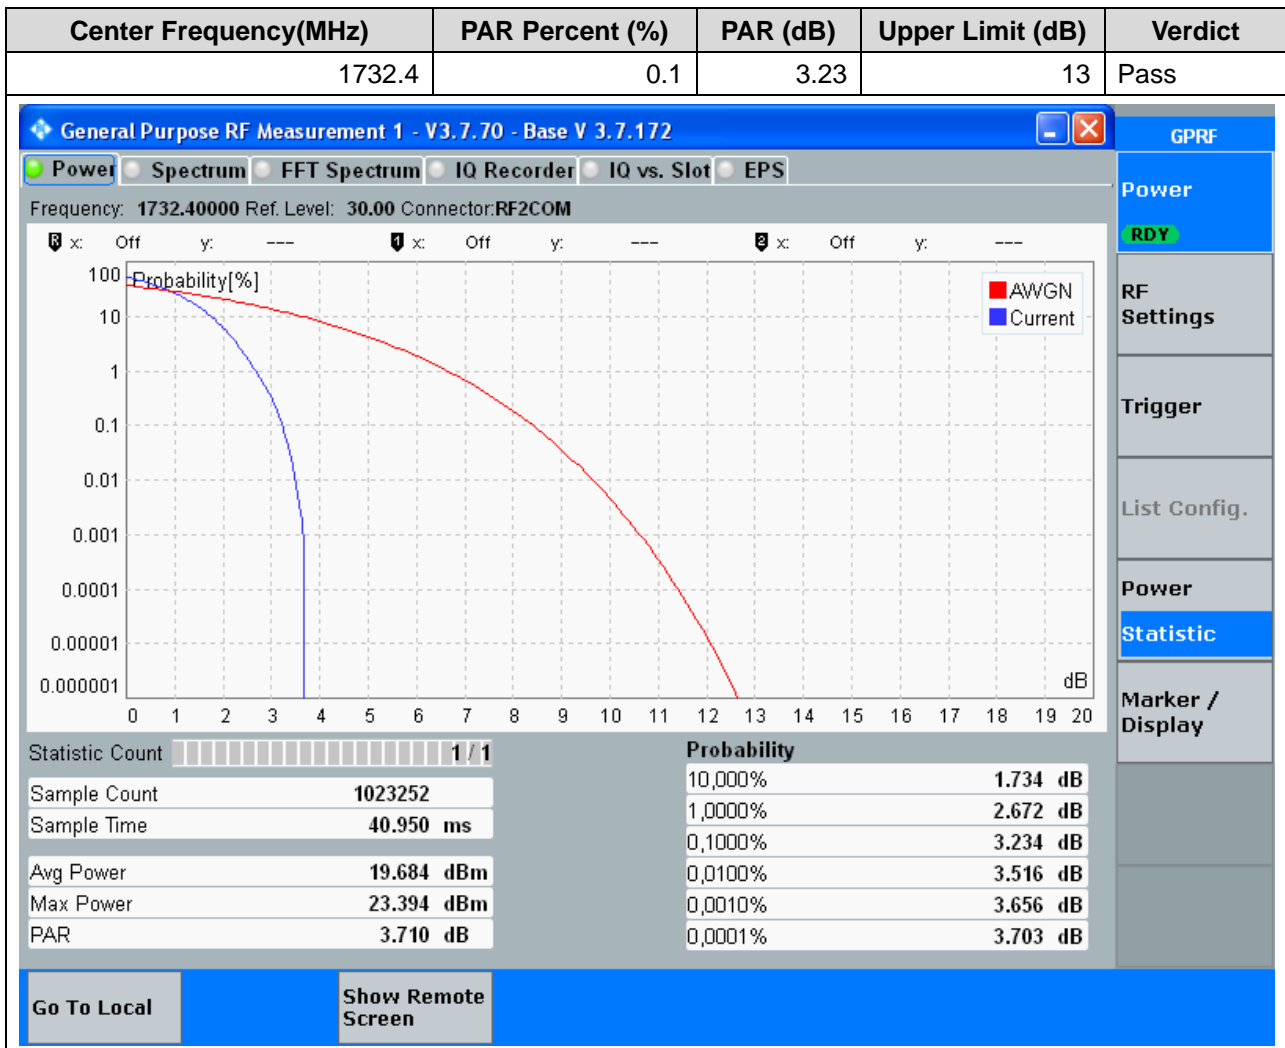 Center Frequency(MHz) PAR Percent (%) PAR (dB) Upper Limit (dB) Verdict
1732.4 0.1 3.23 13 Pass
General Purpose RF Measurement 1 - V3.7.70 - Base V 3.7.172
GPRF
Power Spectrum FFT Spectrum IQ Recorder IQ vs. Slot EPS
Frequency: 1732.40000 Ref. Level: 30.00 Connector:RF2COM
R x: Off y: --- 1 x: Off y: --- 2 x: Off y: ---
Power
RDY
RF
Settings
Trigger
List Config.
Power
Statistic
Marker /
Display
Probability[%]
AWGN
Current
100
10
1
0.1
0.01
0.001
0.0001
0.00001
0.000001
dB
0 1 2 3 4 5 6 7 8 9 10 11 12 13 14 15 16 17 18 19 20
Statistic Count 1 / 1
Sample Count 1023252
Sample Time 40.950 ms
Avg Power 19.684 dBm
Max Power 23.394 dBm
PAR 3.710 dB
Probability
10,000% 1.734 dB
1,0000% 2.672 dB
0,1000% 3.234 dB
0,0100% 3.516 dB
0,0010% 3.656 dB
0,0001% 3.703 dB
Go To Local
Show Remote
Screen